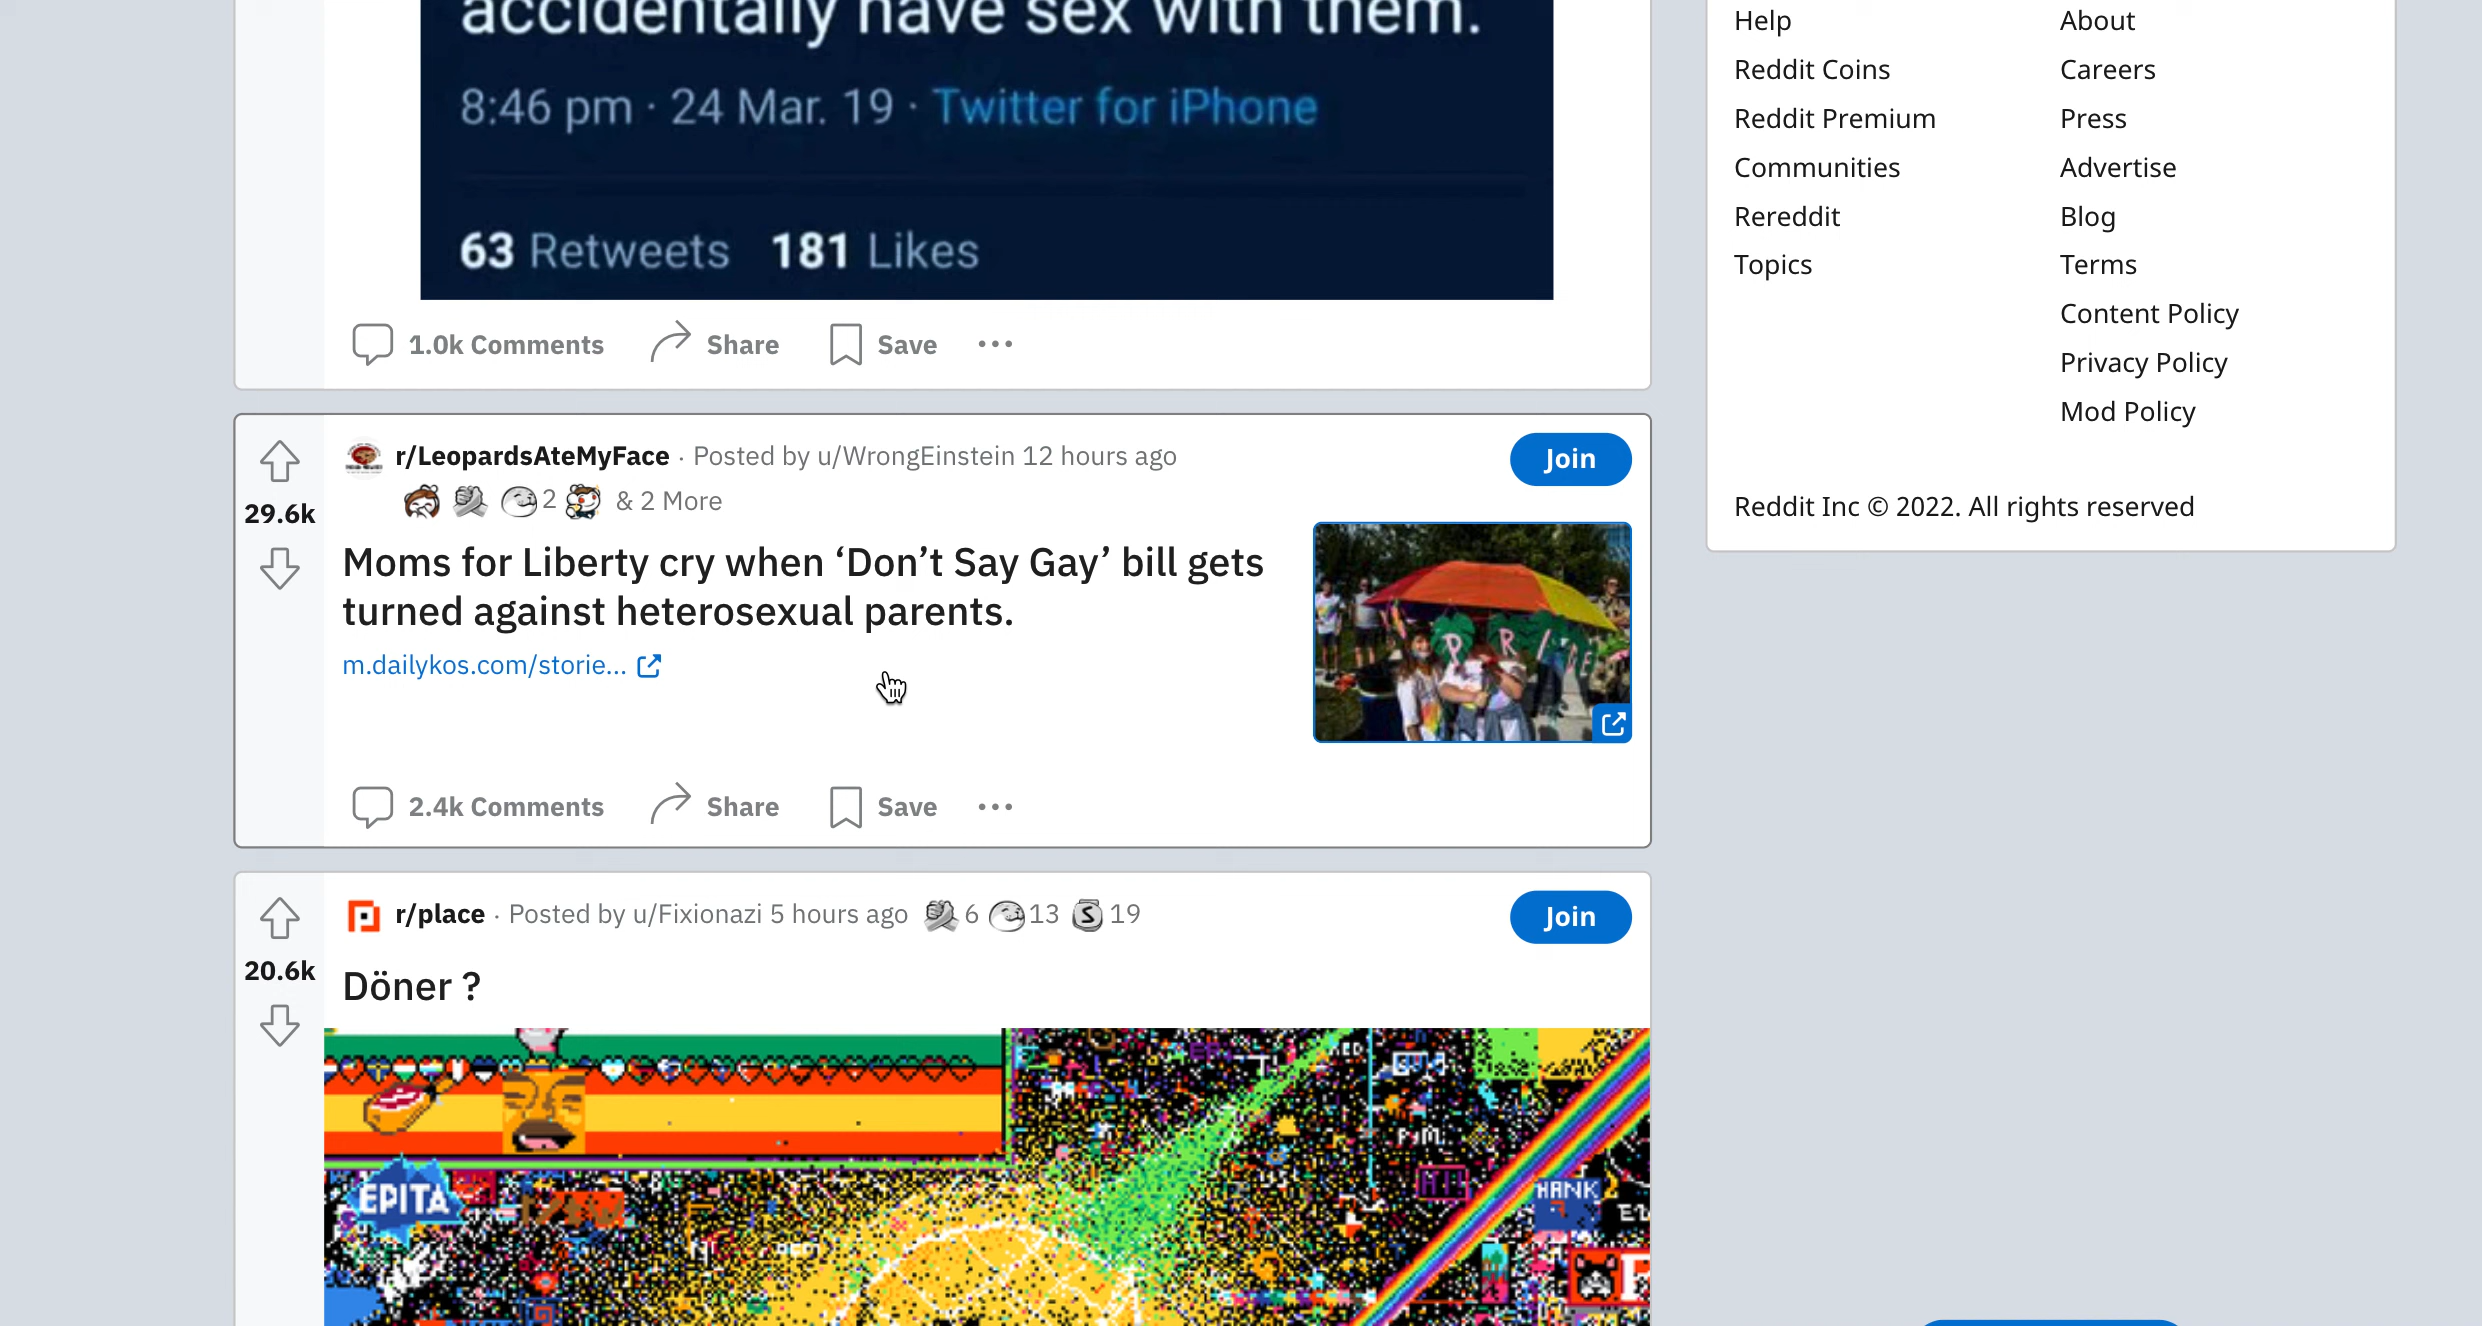 accidentally have sex with them.
8:46 pm · 24 Mar. 19 · Twitter for iPhone
63 Retweets 181 Likes
1.0k Comments Share Save
29.6k
r/LeopardsAteMyFace · Posted by u/WrongEinstein 12 hours ago
Join
2 & 2 More
Moms for Liberty cry when ‘Don’t Say Gay’ bill gets
turned against heterosexual parents.
m.dailykos.com/storie...
PRIDE
2.4k Comments Share Save
20.6k
r/place · Posted by u/Fixionazi 5 hours ago 6 13 S 19
Join
Döner ?
EPITA
HANK
Help
Reddit Coins
Reddit Premium
Communities
Rereddit
Topics
About
Careers
Press
Advertise
Blog
Terms
Content Policy
Privacy Policy
Mod Policy
Reddit Inc © 2022. All rights reserved